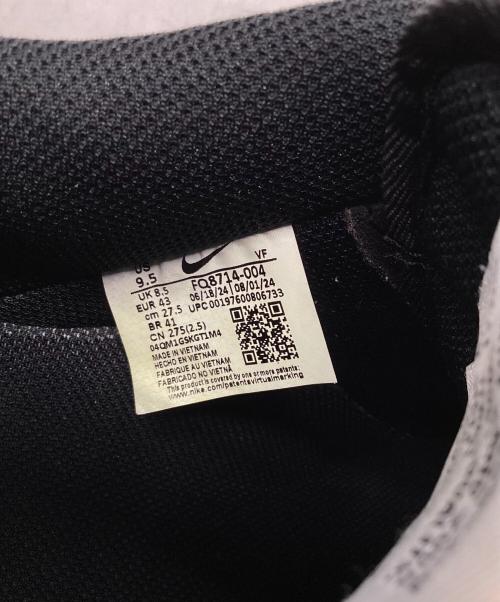 US
9.5
UK 8.5
EUR 43
cm 27.5
BR 41
CN 275(2.5)
VF
FQ8714-004
06/18/24 08/01/24
UPC00197600806733
04QM1GSKGT1M4
MADE IN VIETNAM
HECHO EN VIETNAM
FABRIQUE AU VIETNAM
FABRICADO NO VIETNÃ
This product is covered by one or more patents:
www.nike.com/patentsvirtualmarking